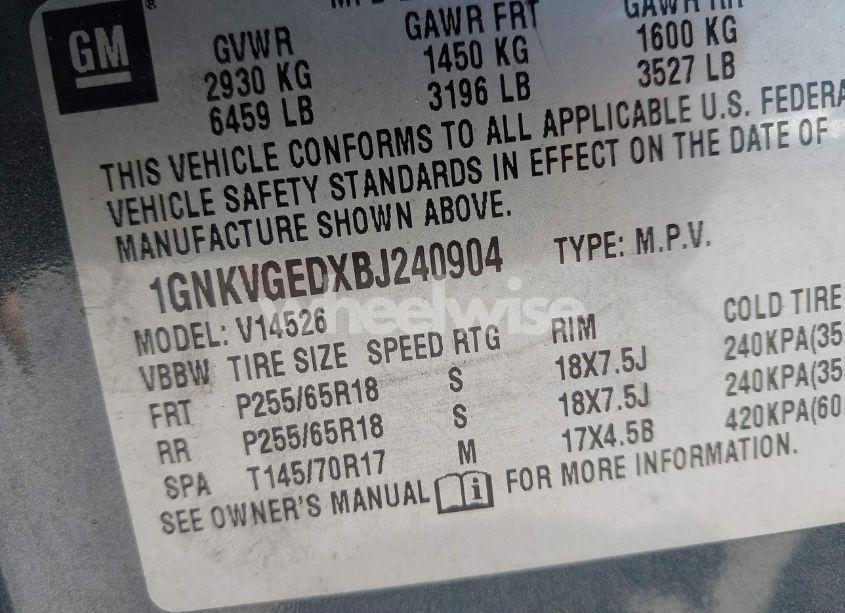 GM
GVWR GAWR FRT GAWR RR
2930 KG 1450 KG 1600 KG
6459 LB 3196 LB 3527 LB
THIS VEHICLE CONFORMS TO ALL APPLICABLE U.S. FEDERA
VEHICLE SAFETY STANDARDS IN EFFECT ON THE DATE OF
MANUFACTURE SHOWN ABOVE.
1GNKVGEDXBJ240904 TYPE: M.P.V.
wheelwise
MODEL: V14526
VBBW TIRE SIZE SPEED RTG RIM COLD TIRE
FRT P255/65R18 S 18X7.5J 240KPA(35
RR P255/65R18 S 18X7.5J 240KPA(35
SPA T145/70R17 M 17X4.5B 420KPA(60
SEE OWNER'S MANUAL i FOR MORE INFORMATION.